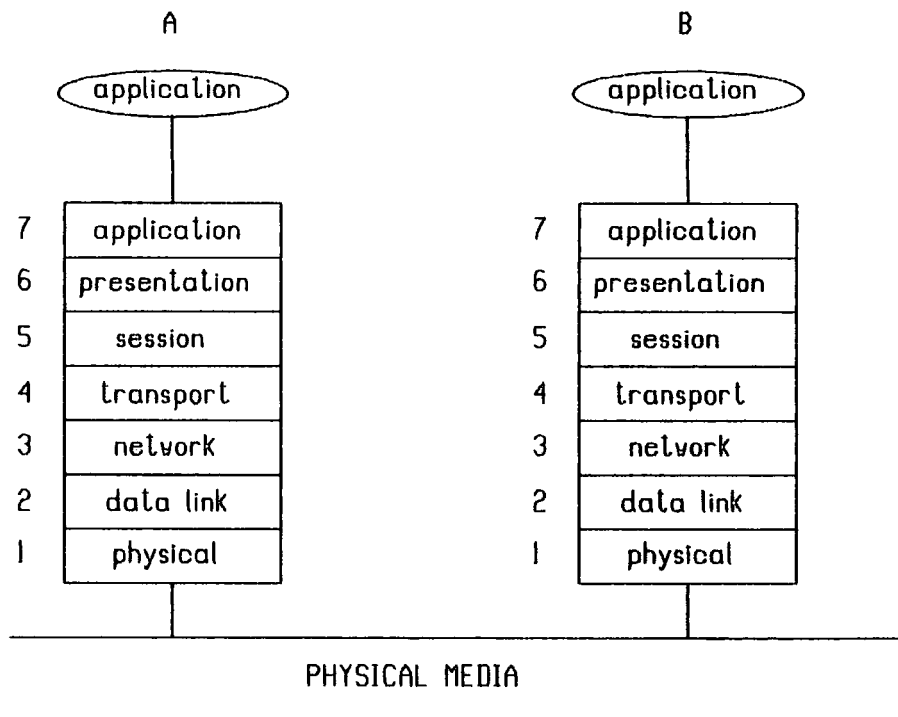 A B
application application
7 application 7 application
6 presentation 6 presentation
5 session 5 session
4 transport 4 transport
3 network 3 network
2 data link 2 data link
1 physical 1 physical
PHYSICAL MEDIA